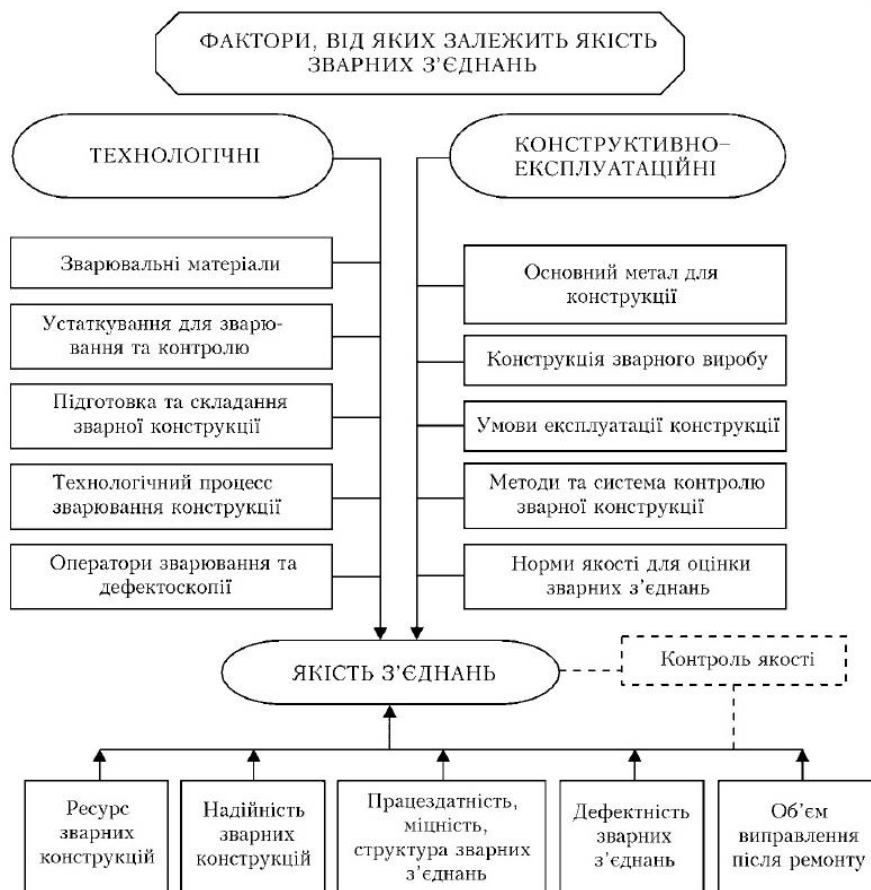 ФАКТОРИ, ВІД ЯКИХ ЗАЛЕЖИТЬ ЯКІСТЬ
ЗВАРНИХ З’ЄДНАНЬ
ТЕХНОЛОГІЧНІ
КОНСТРУКТИВНО–
ЕКСПЛУАТАЦІЙНІ
Зварювальні матеріали
Устаткування для зварю-
вання та контролю
Підготовка та складання
зварної конструкції
Технологічний процесс
зварювання конструкції
Оператори зварювання та
дефектоскопії
Основний метал для
конструкції
Конструкція зварного виробу
Умови експлуатації конструкції
Методи та система контролю
зварної конструкції
Норми якості для оцінки
зварних з’єднань
ЯКІСТЬ З’ЄДНАНЬ
Контроль якості
Ресурс
зварних
конструкцій
Надійність
зварних
конструкцій
Працездатність,
міцність,
структура зварних
з’єднань
Дефектність
зварних
з’єднань
Об’єм
виправлення
після ремонту